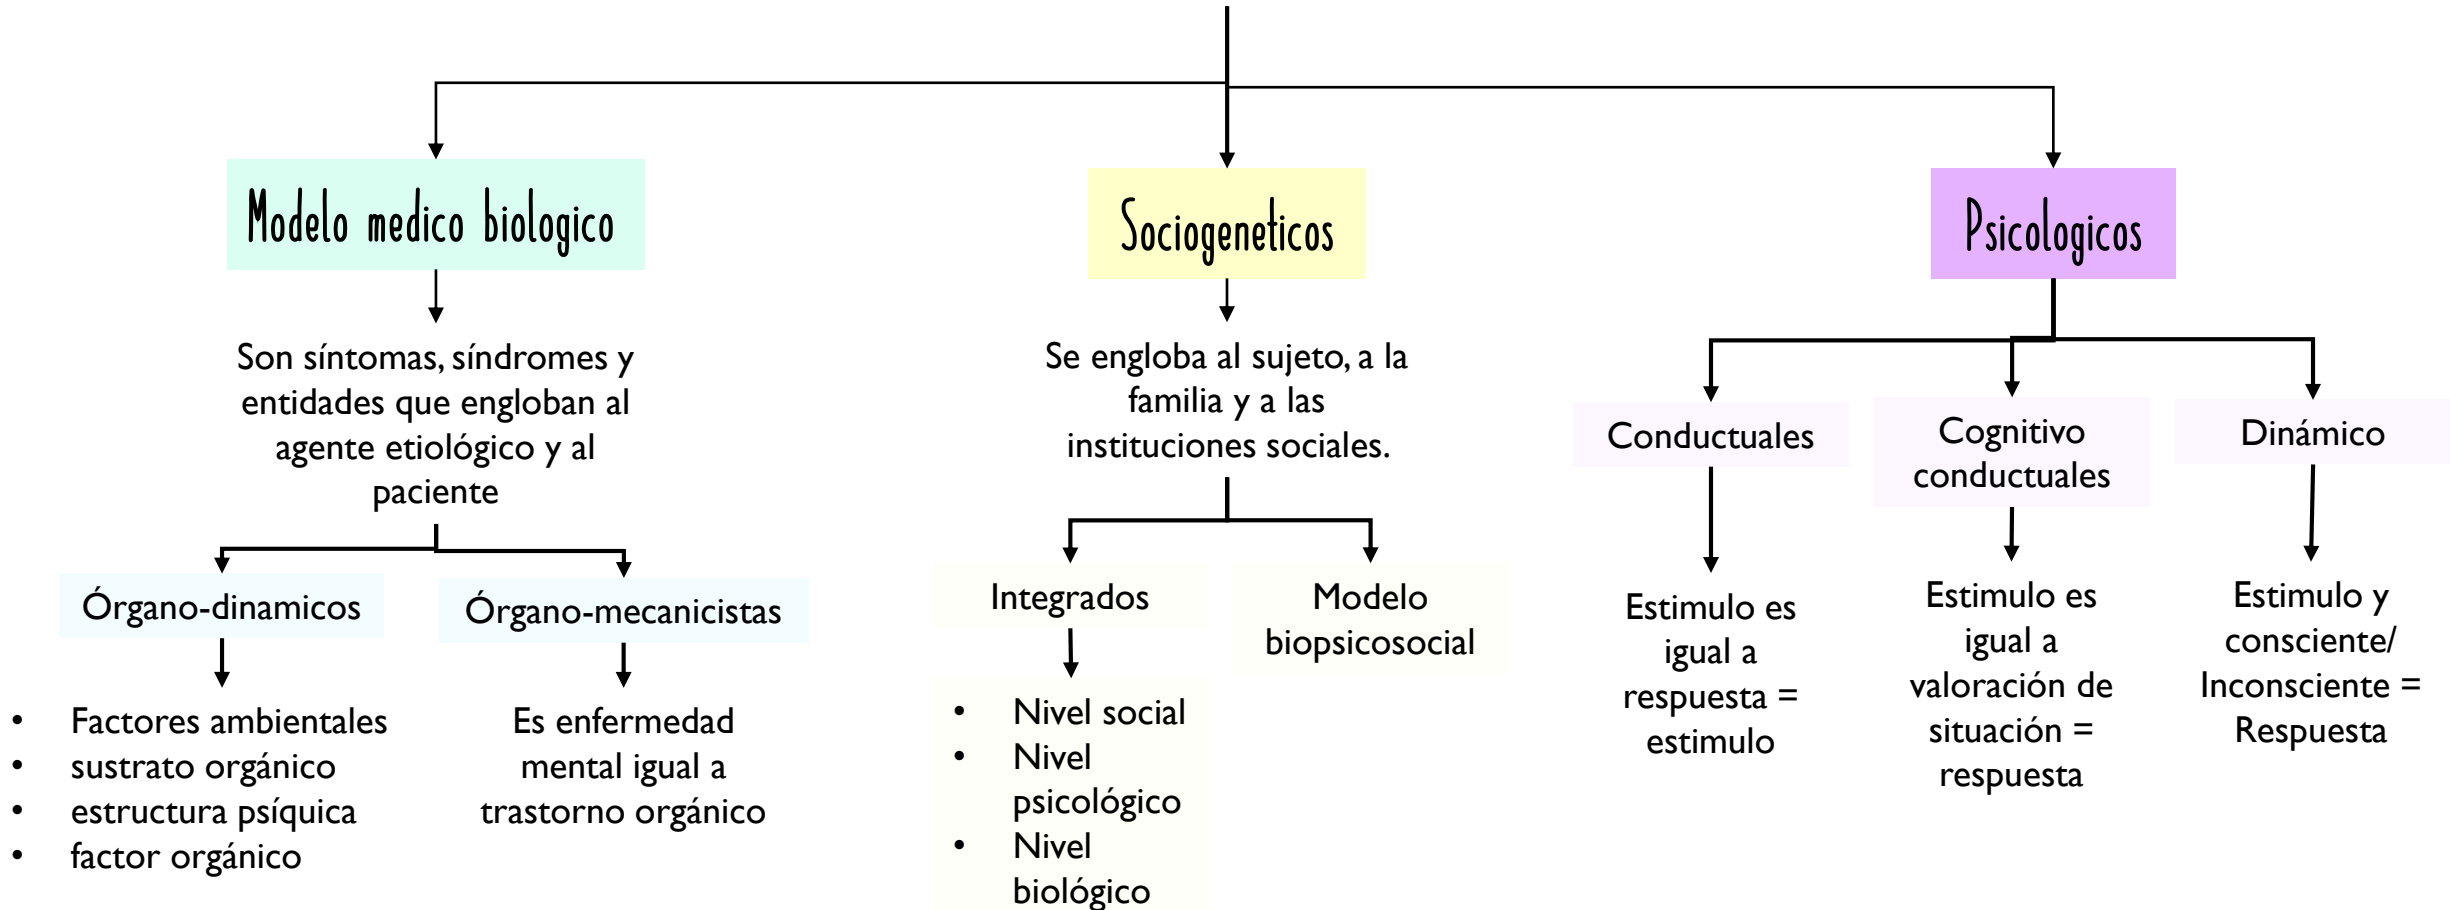 Modelo medico biologico
Son síntomas, síndromes y
entidades que engloban al
agente etiológico y al
paciente
Órgano-dinamicos
• Factores ambientales
• sustrato orgánico
• estructura psíquica
• factor orgánico
Órgano-mecanicistas
Es enfermedad
mental igual a
trastorno orgánico
Sociogeneticos
Se engloba al sujeto, a la
familia y a las
instituciones sociales.
Integrados
• Nivel social
• Nivel
psicológico
• Nivel
biológico
Modelo
biopsicosocial
Psicologicos
Conductuales
Estimulo es
igual a
respuesta =
estimulo
Cognitivo
conductuales
Estimulo es
igual a
valoración de
situación =
respuesta
Dinámico
Estimulo y
consciente/
Inconsciente =
Respuesta